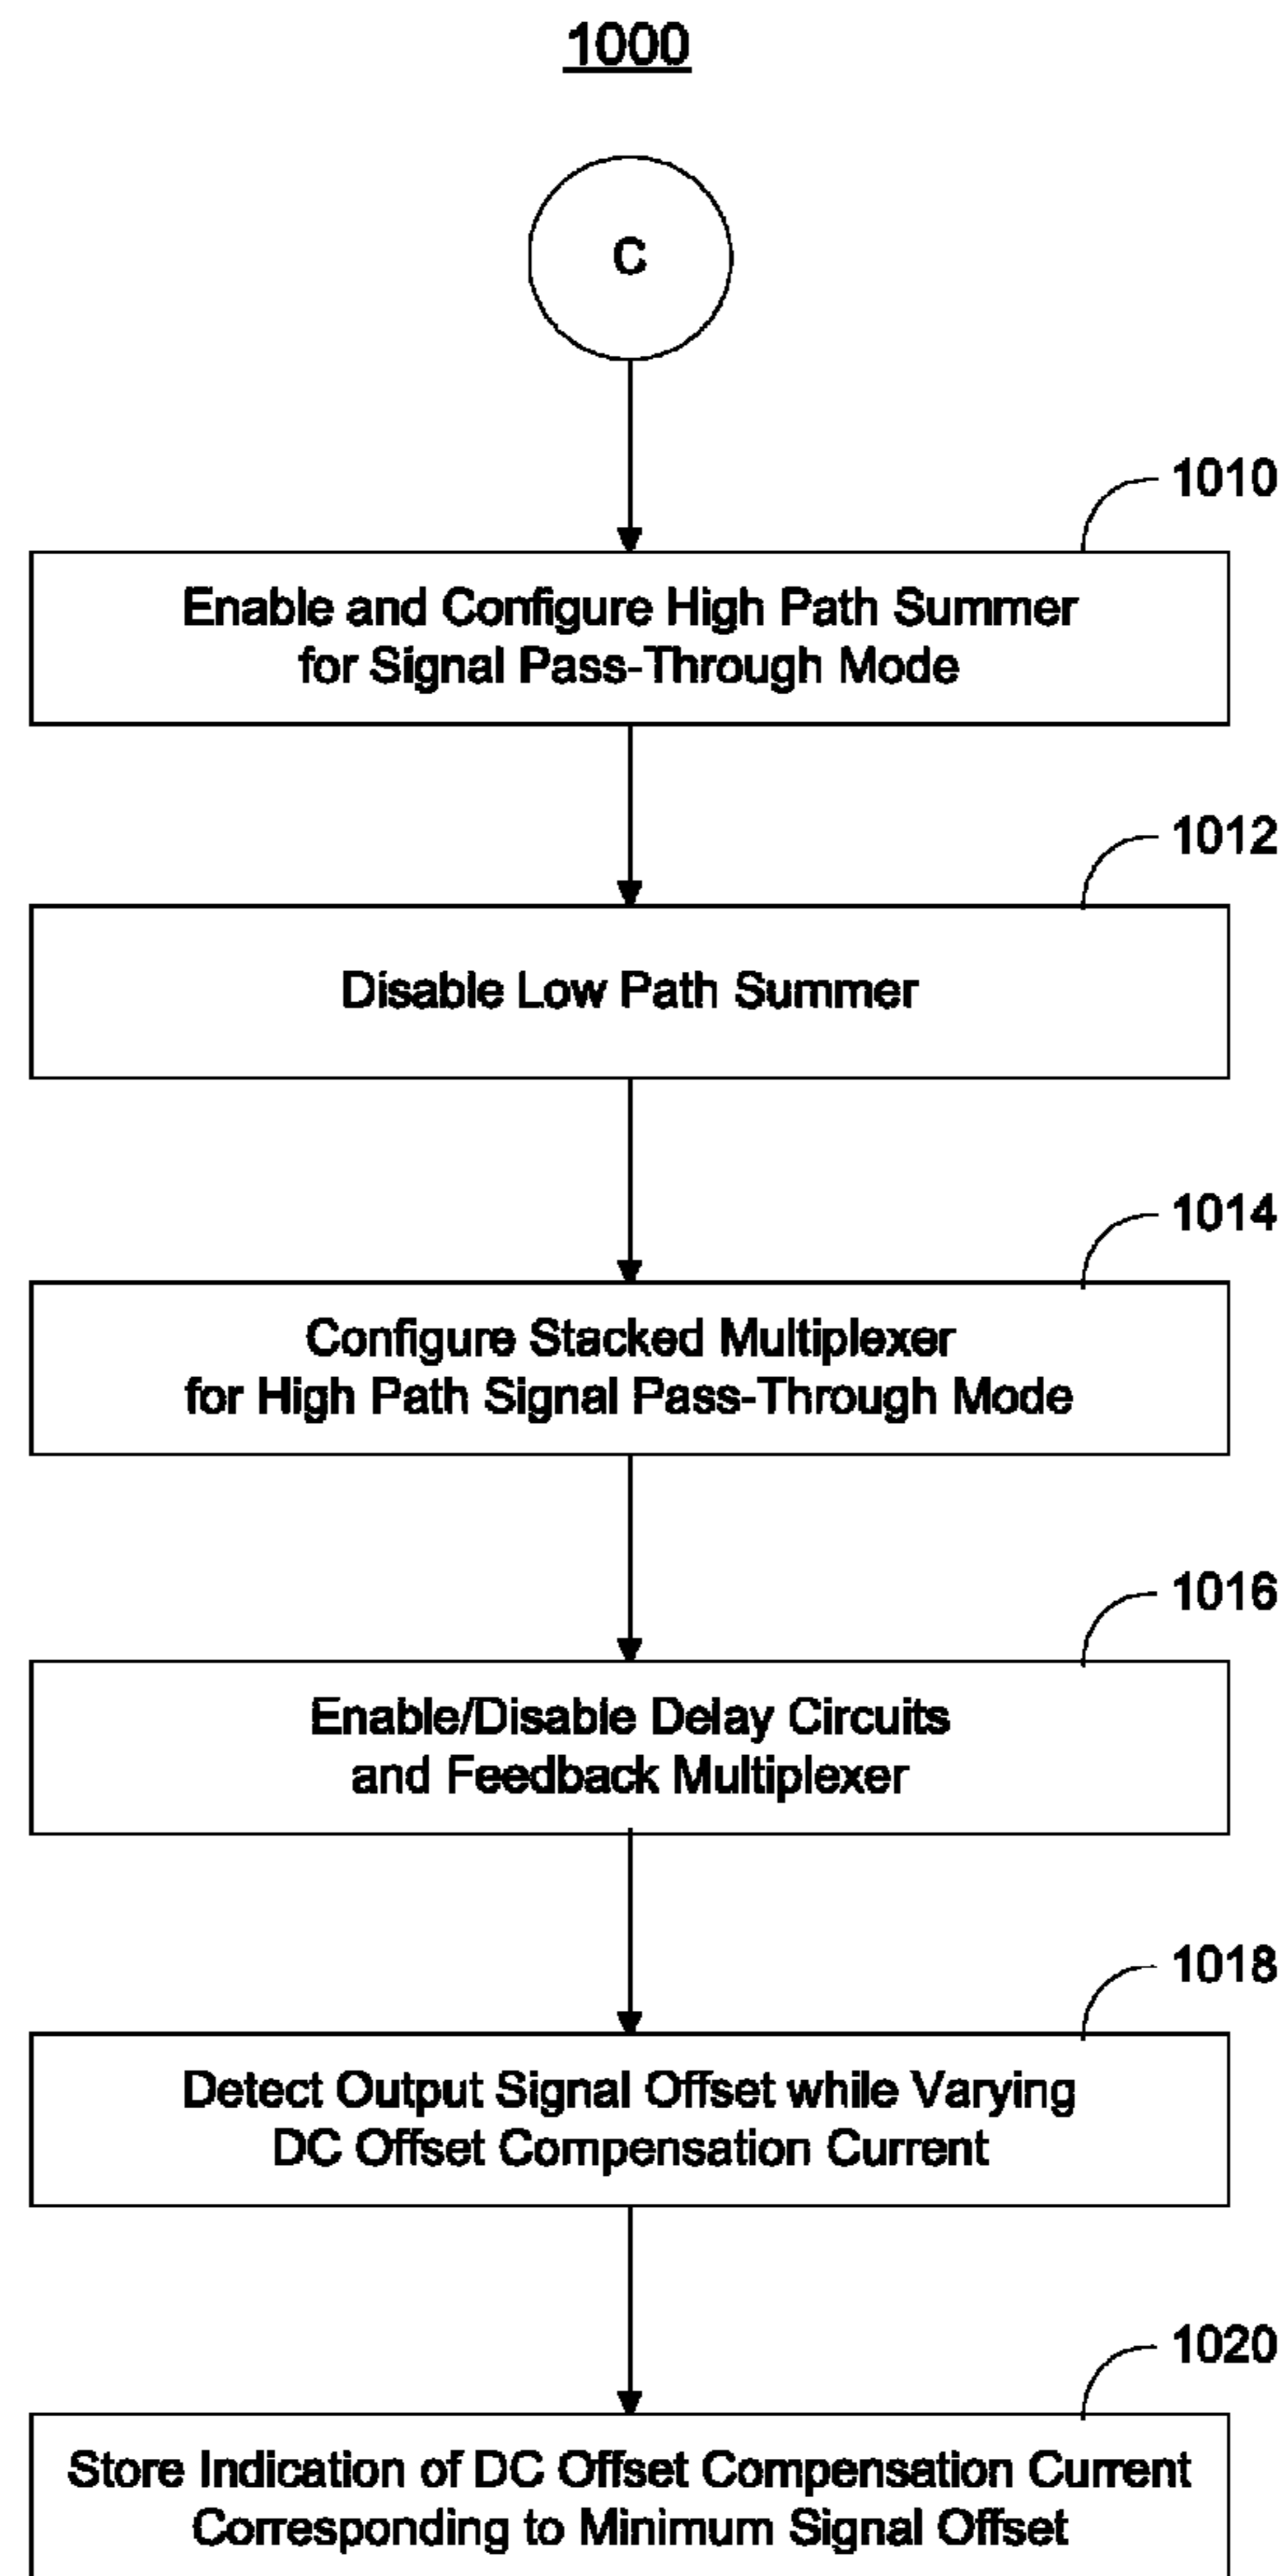 1000
C
1010
Enable and Configure High Path Summer
for Signal Pass-Through Mode
1012
Disable Low Path Summer
1014
Configure Stacked Multiplexer
for High Path Signal Pass-Through Mode
1016
Enable/Disable Delay Circuits
and Feedback Multiplexer
1018
Detect Output Signal Offset while Varying
DC Offset Compensation Current
1020
Store Indication of DC Offset Compensation Current
Corresponding to Minimum Signal Offset